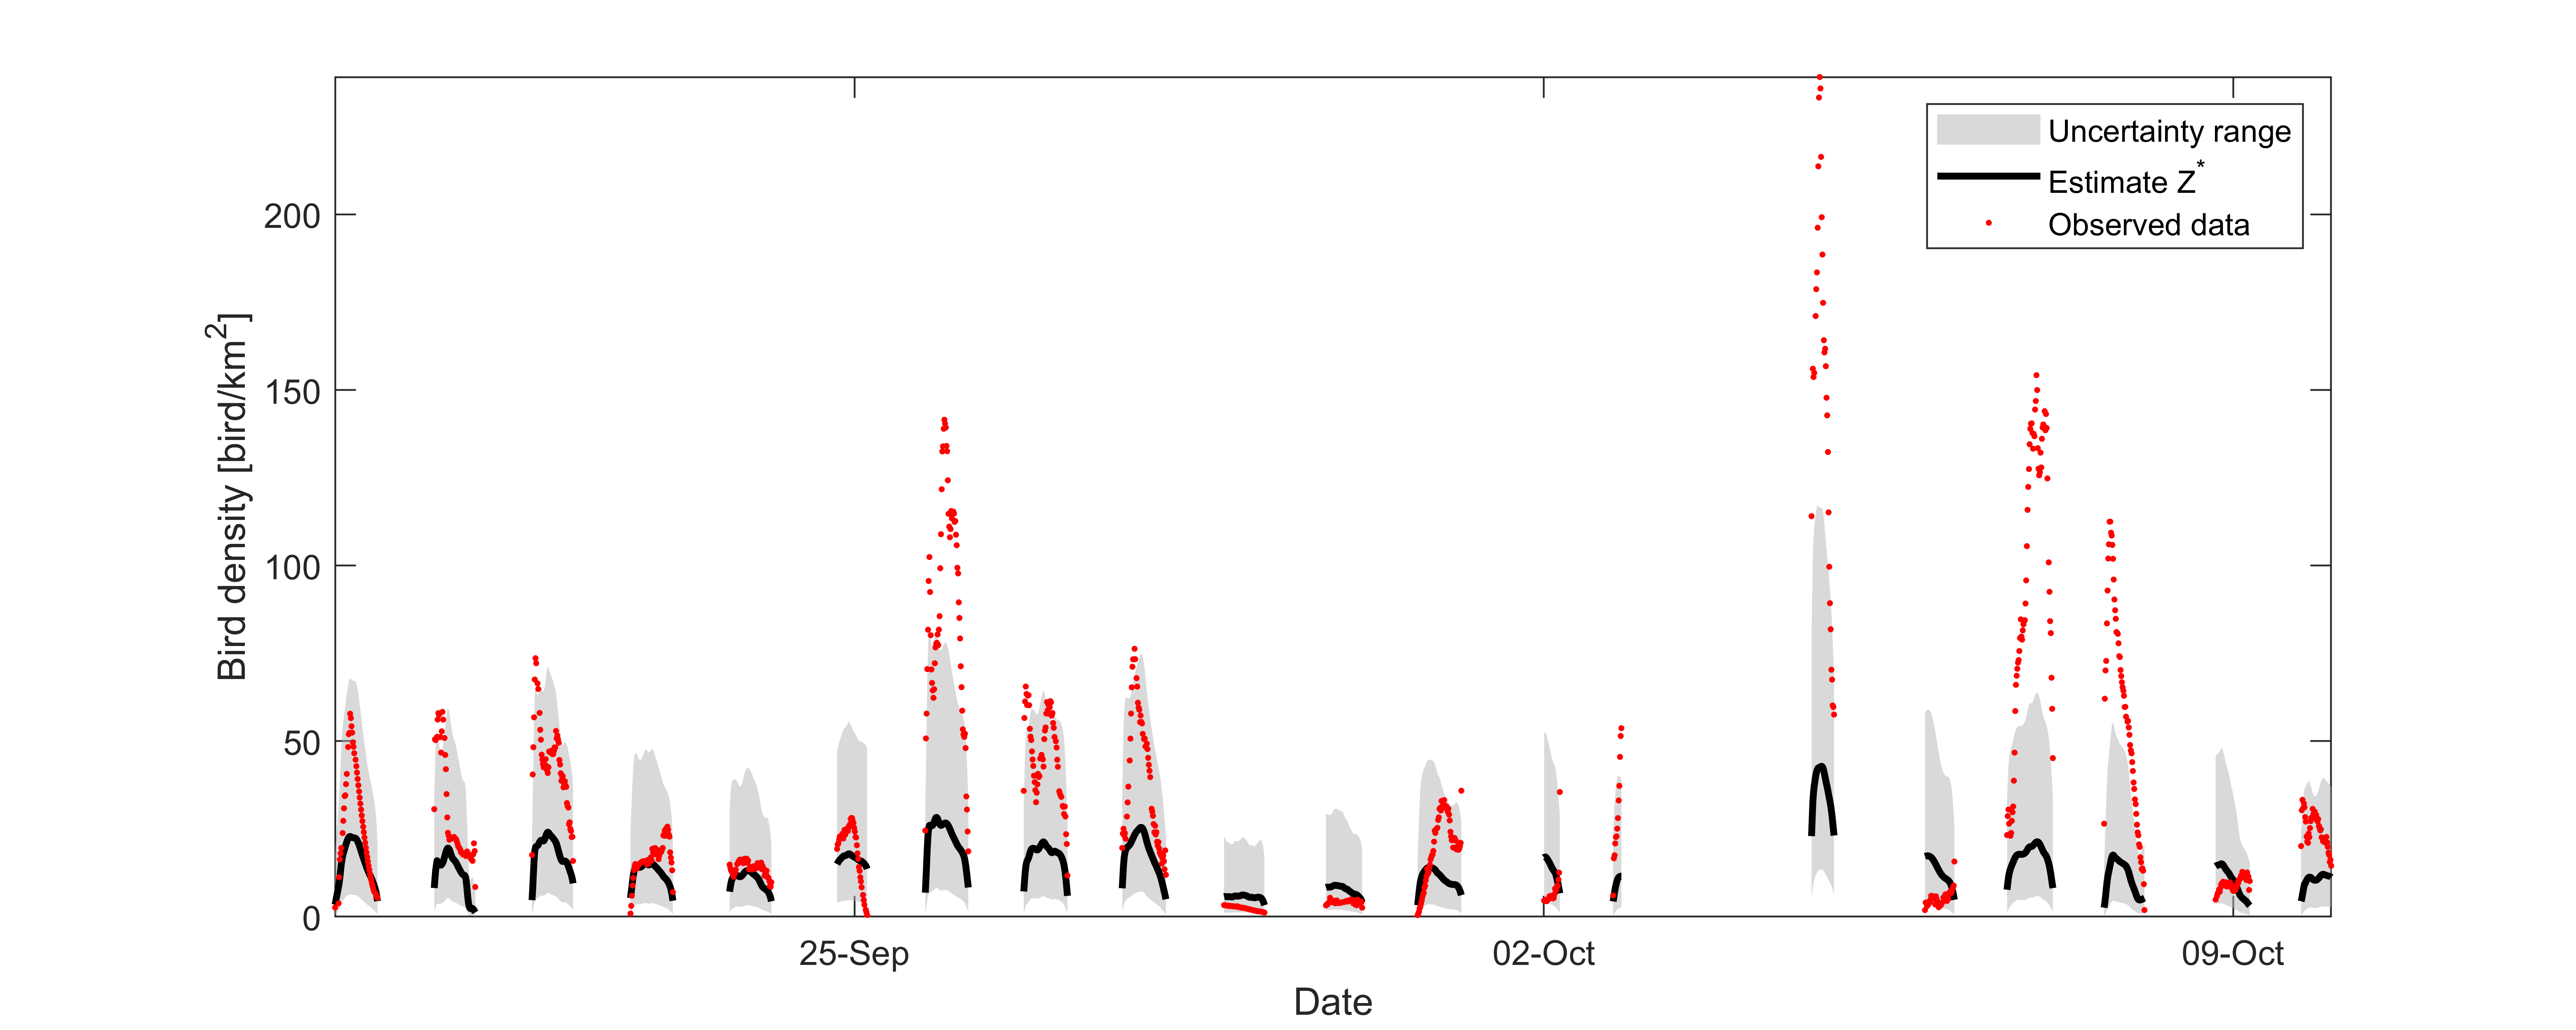 Uncertainty range
Estimate Z*
Observed data
200
150
100
50
0
Bird density [bird/km2]
25-Sep
02-Oct
09-Oct
Date